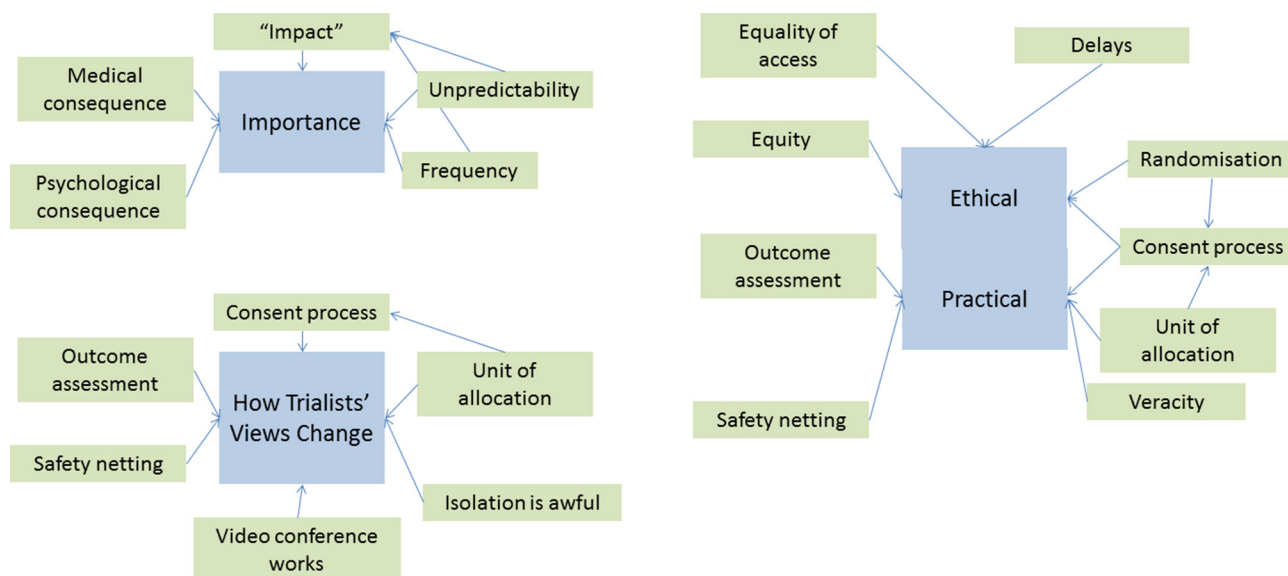 “Impact”
Medical
consequence
Importance
Unpredictability
Psychological
consequence
Frequency
Consent process
Outcome
assessment
How Trialists’
Views Change
Unit of
allocation
Safety netting
Isolation is awful
Video conference
works
Equality of
access
Delays
Equity
Randomisation
Ethical
Consent process
Outcome
assessment
Practical
Unit of
allocation
Veracity
Safety netting